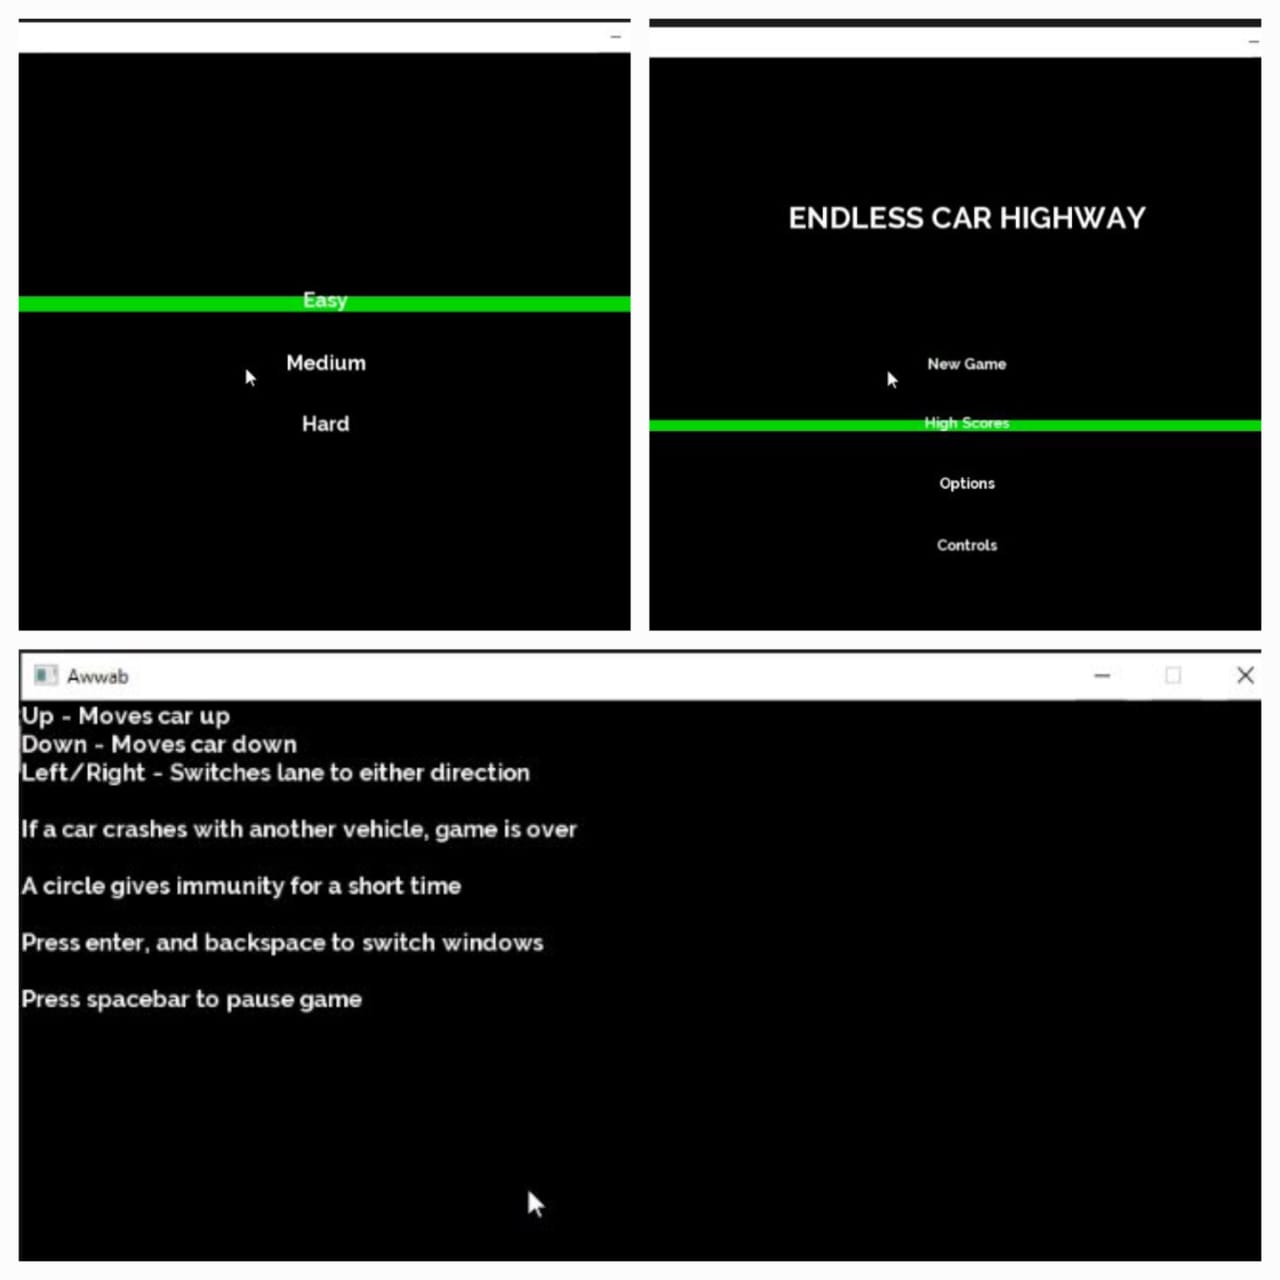 Easy
Medium
Hard
ENDLESS CAR HIGHWAY
New Game
High Scores
Options
Controls
Awwab
Up - Moves car up
Down - Moves car down
Left/Right - Switches lane to either direction
If a car crashes with another vehicle, game is over
A circle gives immunity for a short time
Press enter, and backspace to switch windows
Press spacebar to pause game